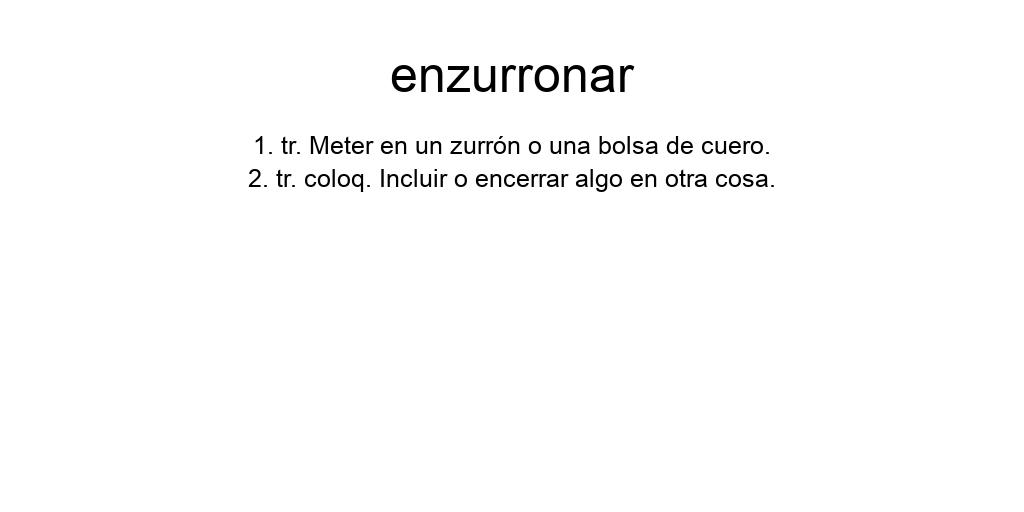 enzurronar
1. tr. Meter en un zurrón o una bolsa de cuero.
2. tr. coloq. Incluir o encerrar algo en otra cosa.